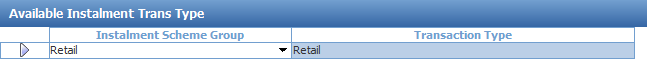 Available Instalment Trans Type
Instalment Scheme Group Transaction Type
Retail Retail